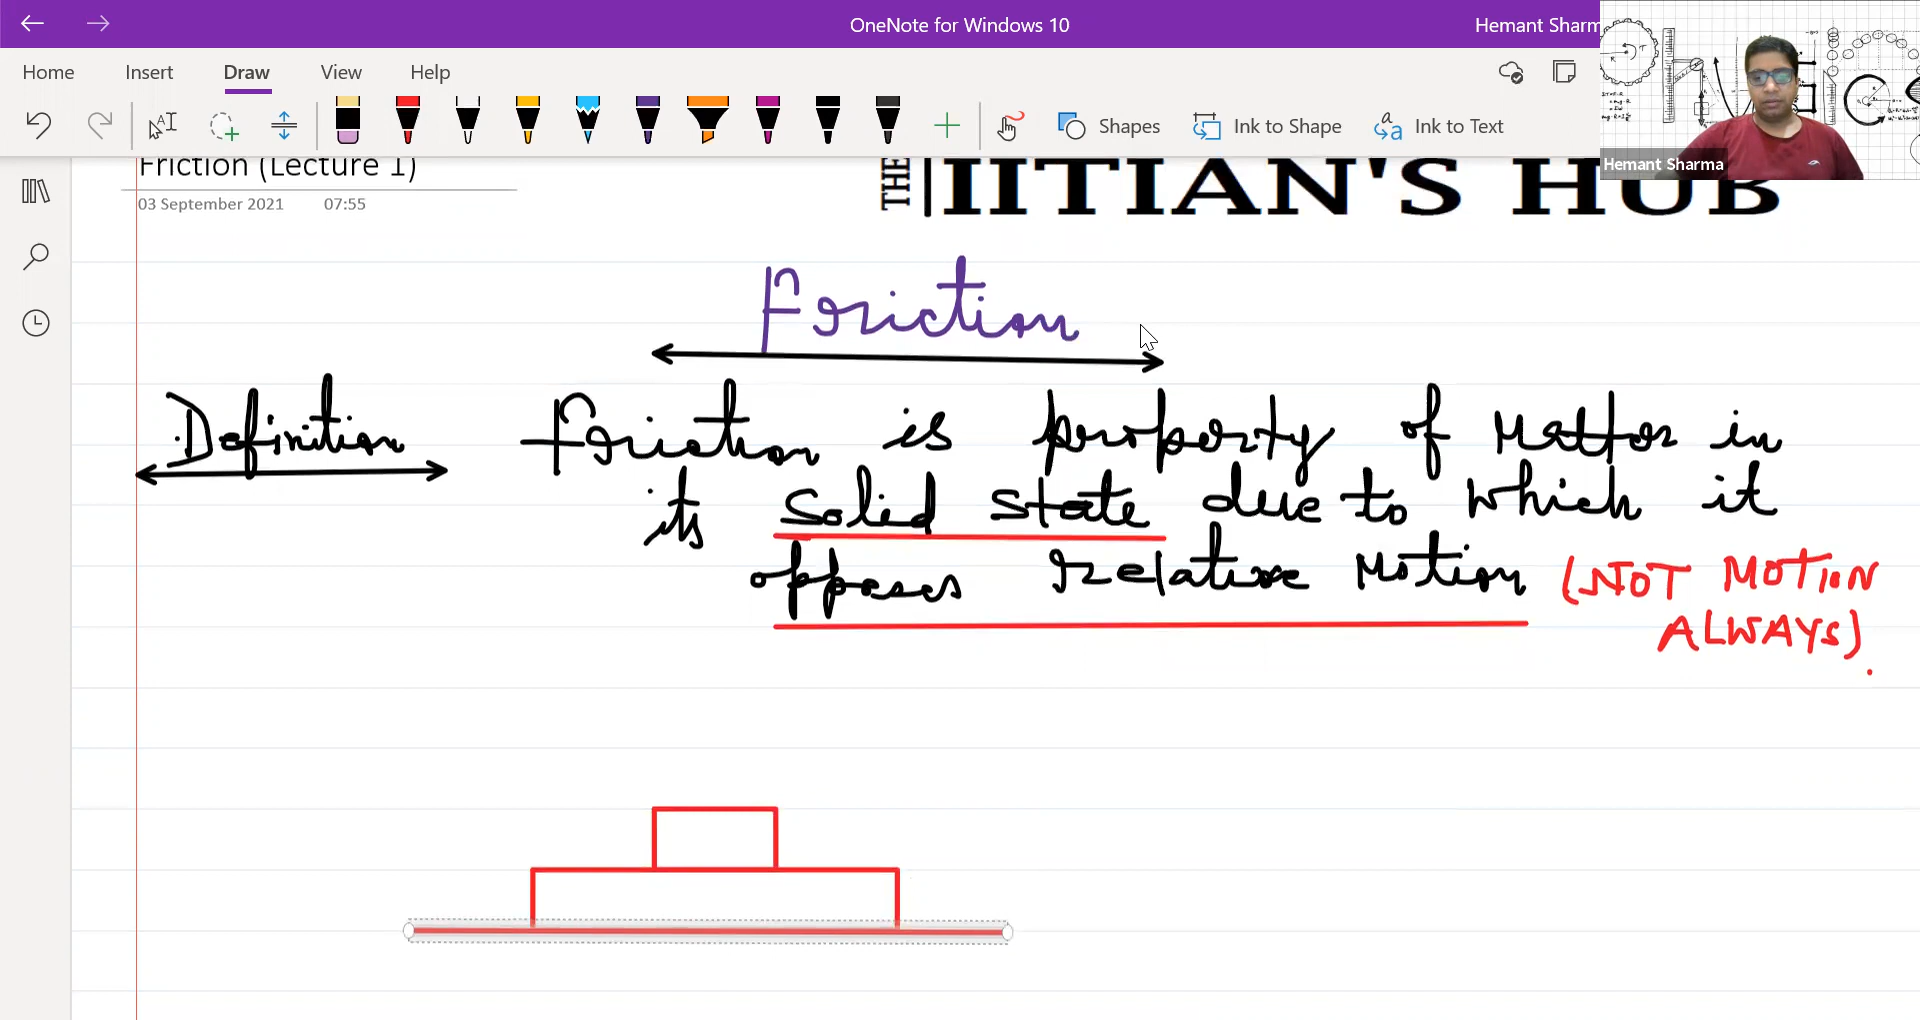 OneNote for Windows 10
Hemant Sharm
Home Insert Draw View Help
Shapes Ink to Shape Ink to Text
Hemant Sharma
Friction (Lecture 1)
THE IITIAN'S HUB
03 September 2021 07:55
Friction
Definition Friction is property of Matter in
its solid state due to which it
opposes relative Motion (NOT MOTION
ALWAYS).